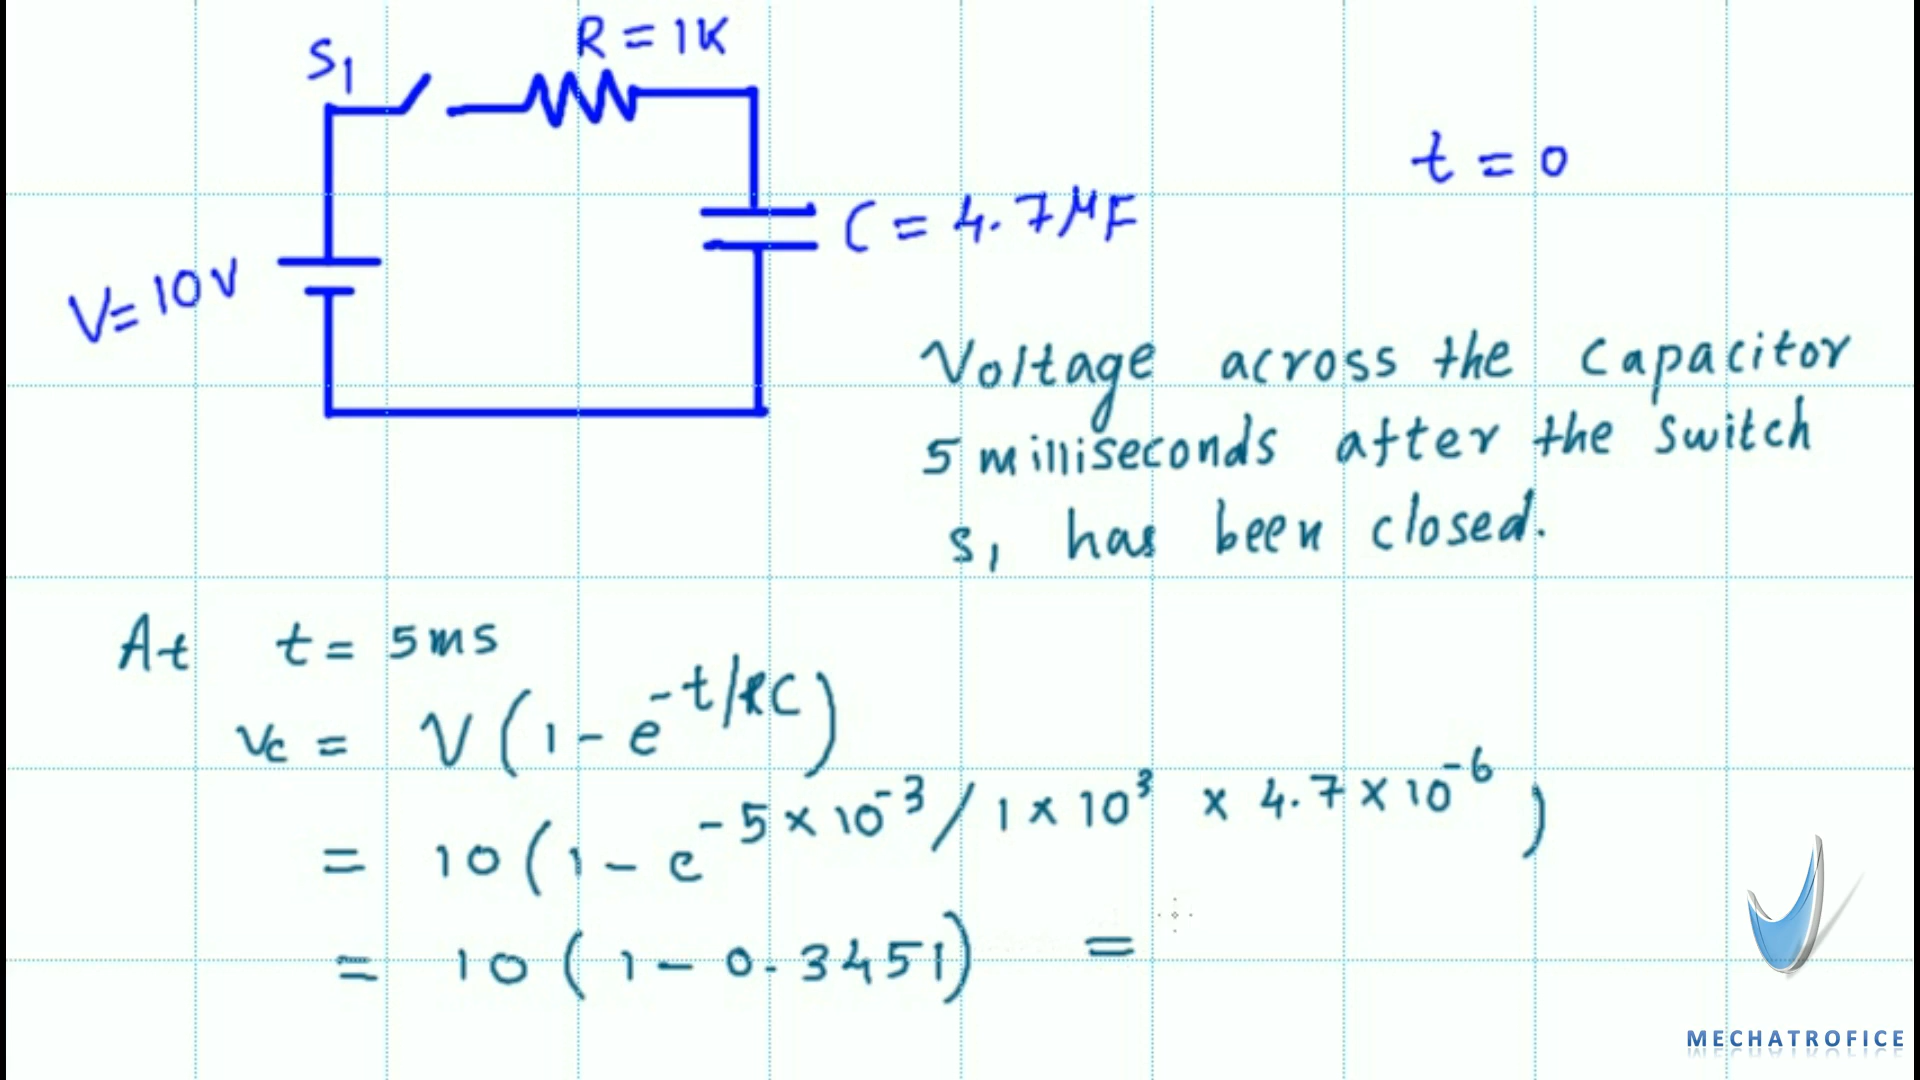 S₁
R = 1K
t = 0
C = 4.7μF
V = 10V
Voltage across the capacitor
5 milliseconds after the switch
S₁ has been closed.
At t = 5ms
Vc = V(1 - e^-t/RC)
= 10(1 - e^-5×10^-3/1×10^3 × 4.7×10^-6)
= 10(1 - 0.3451) =
MECHATROFICE